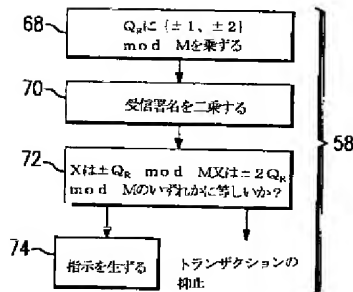 68
Q_Rに{±1、±2}
mod Mを乗ずる
70
受信署名を二乗する
58
72
Xは±Q_R mod M又は±2Q_R
mod Mのいずれかに等しいか?
74
指示を生ずる
トランザクションの
抑止